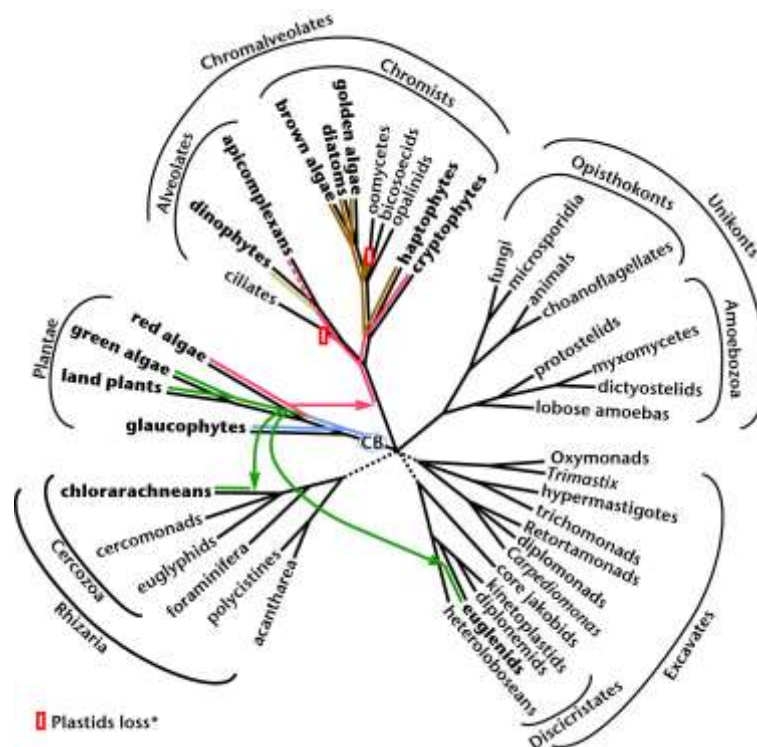 Chromalveolates
Chromists
Alveolates
golden algae
diatoms
brown algae
oomycetes
bicosoecids
opalinids
haptophytes
cryptophytes
apicomplexans
dinophytes
ciliates
Unikonts
Opisthokonts
fungi
microsporidia
animals
choanoflagellates
Amoebozoa
protostelids
myxomycetes
dictyostelids
lobose amoebas
Plantae
red algae
green algae
land plants
glaucophytes
CB
chlorarachneans
cercomonads
euglyphids
foraminifera
polycistines
acantharea
Cercozoa
Rhizaria
Oxymonads
Trimastix
hypermastigotes
trichomonads
Retortamonads
diplomonads
Carpediomonas
core jakobids
kinetoplastids
diplonemids
euglenids
heteroloboseans
Discicristates
Excavates
Plastids loss*